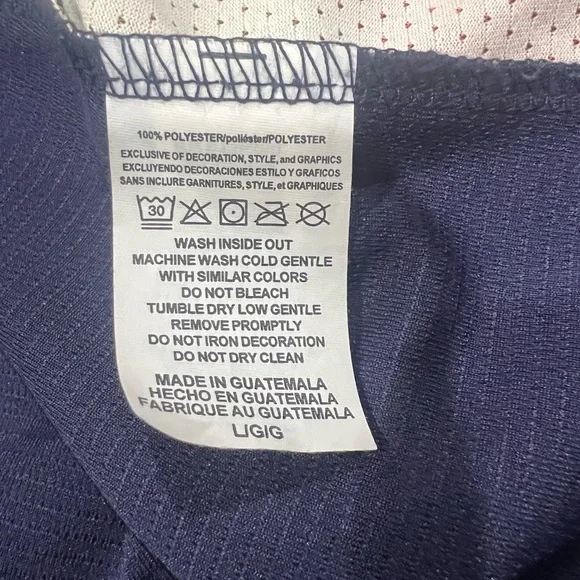 100% POLYESTER/poliéster/POLYESTER
EXCLUSIVE OF DECORATION, STYLE, and GRAPHICS
EXCLUYENDO DECORACIONES ESTILO Y GRAFICOS
SANS INCLURE GARNITURES, STYLE, et GRAPHIQUES
30
WASH INSIDE OUT
MACHINE WASH COLD GENTLE
WITH SIMILAR COLORS
DO NOT BLEACH
TUMBLE DRY LOW GENTLE
REMOVE PROMPTLY
DO NOT IRON DECORATION
DO NOT DRY CLEAN
MADE IN GUATEMALA
HECHO EN GUATEMALA
FABRIQUE AU GUATEMALA
L/G/G